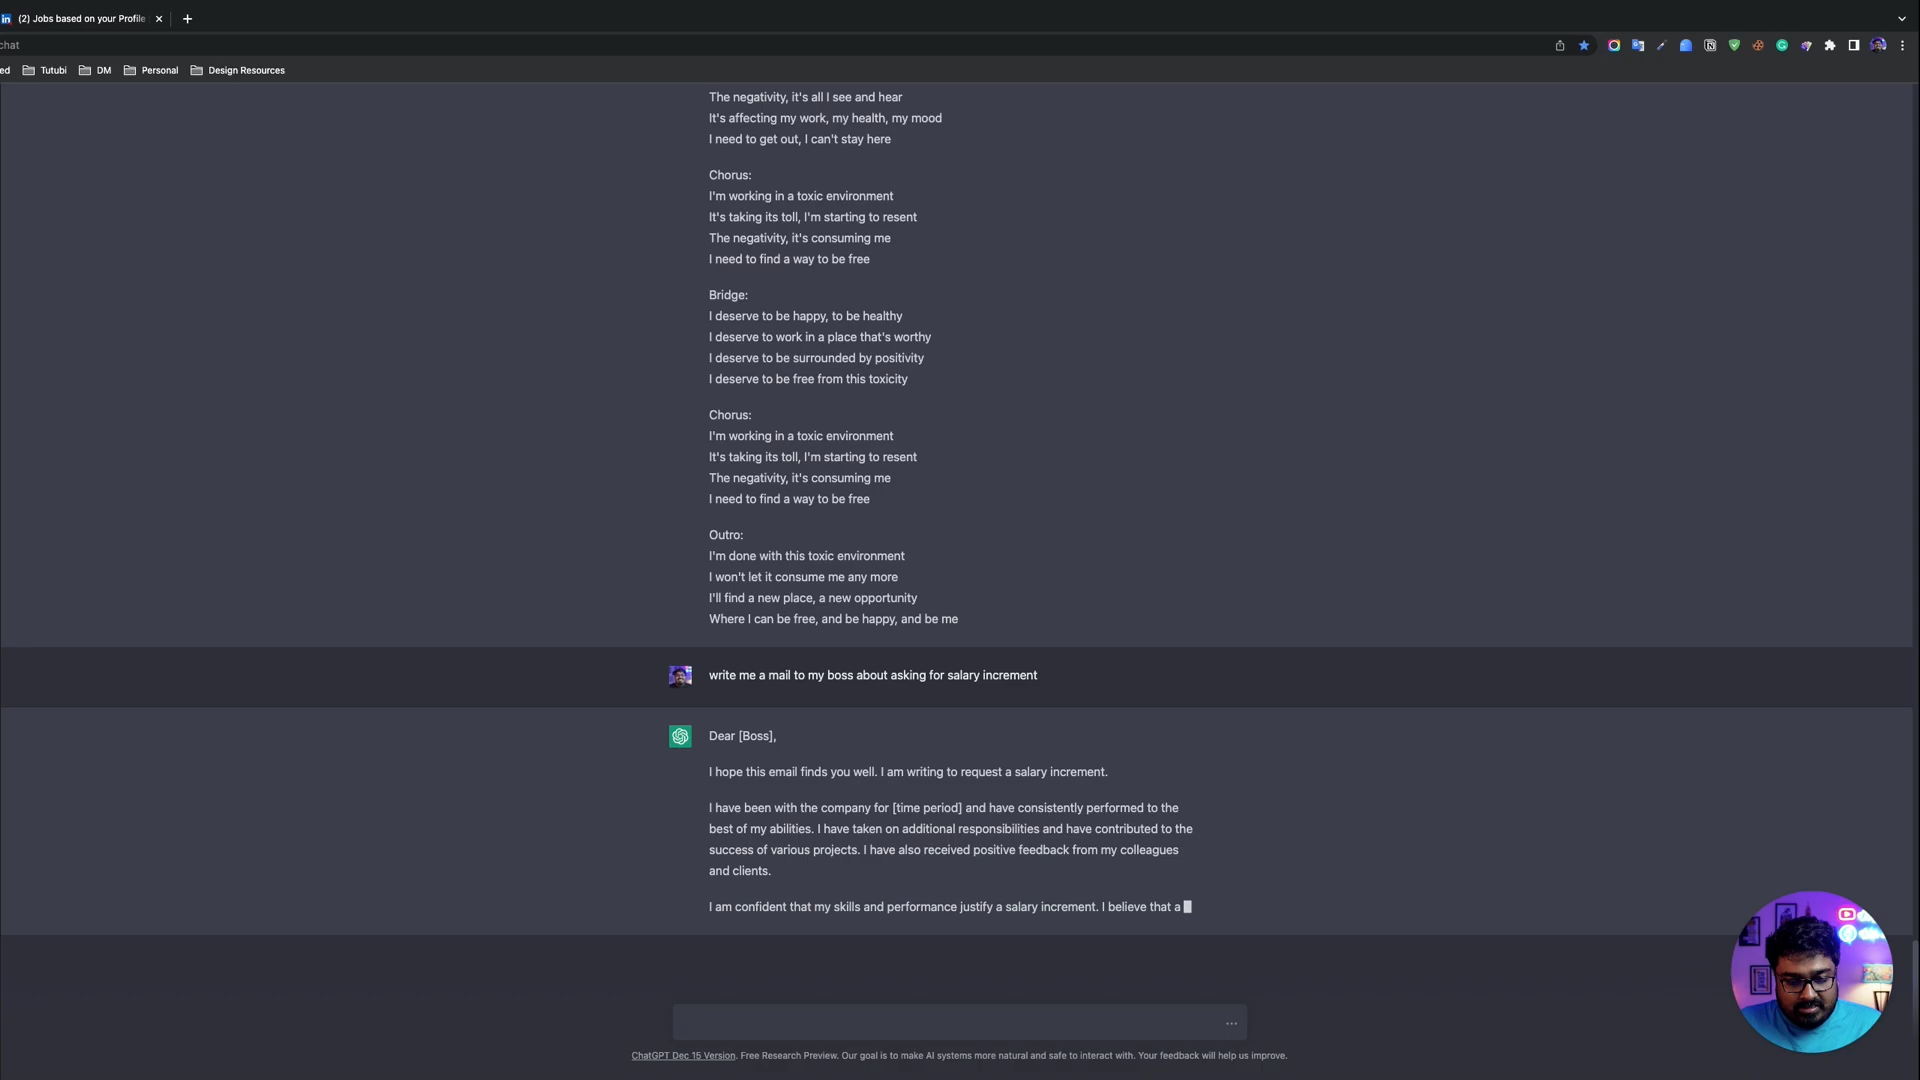 (2) Jobs based on your Profile
chat
ed Tutubi DM Personal Design Resources
The negativity, it's all I see and hear
It's affecting my work, my health, my mood
I need to get out, I can't stay here
Chorus:
I'm working in a toxic environment
It's taking its toll, I'm starting to resent
The negativity, it's consuming me
I need to find a way to be free
Bridge:
I deserve to be happy, to be healthy
I deserve to work in a place that's worthy
I deserve to be surrounded by positivity
I deserve to be free from this toxicity
Chorus:
I'm working in a toxic environment
It's taking its toll, I'm starting to resent
The negativity, it's consuming me
I need to find a way to be free
Outro:
I'm done with this toxic environment
I won't let it consume me any more
I'll find a new place, a new opportunity
Where I can be free, and be happy, and be me
write me a mail to my boss about asking for salary increment
Dear [Boss],
I hope this email finds you well. I am writing to request a salary increment.
I have been with the company for [time period] and have consistently performed to the
best of my abilities. I have taken on additional responsibilities and have contributed to the
success of various projects. I have also received positive feedback from my colleagues
and clients.
I am confident that my skills and performance justify a salary increment. I believe that a
ChatGPT Dec 15 Version. Free Research Preview. Our goal is to make AI systems more natural and safe to interact with. Your feedback will help us improve.